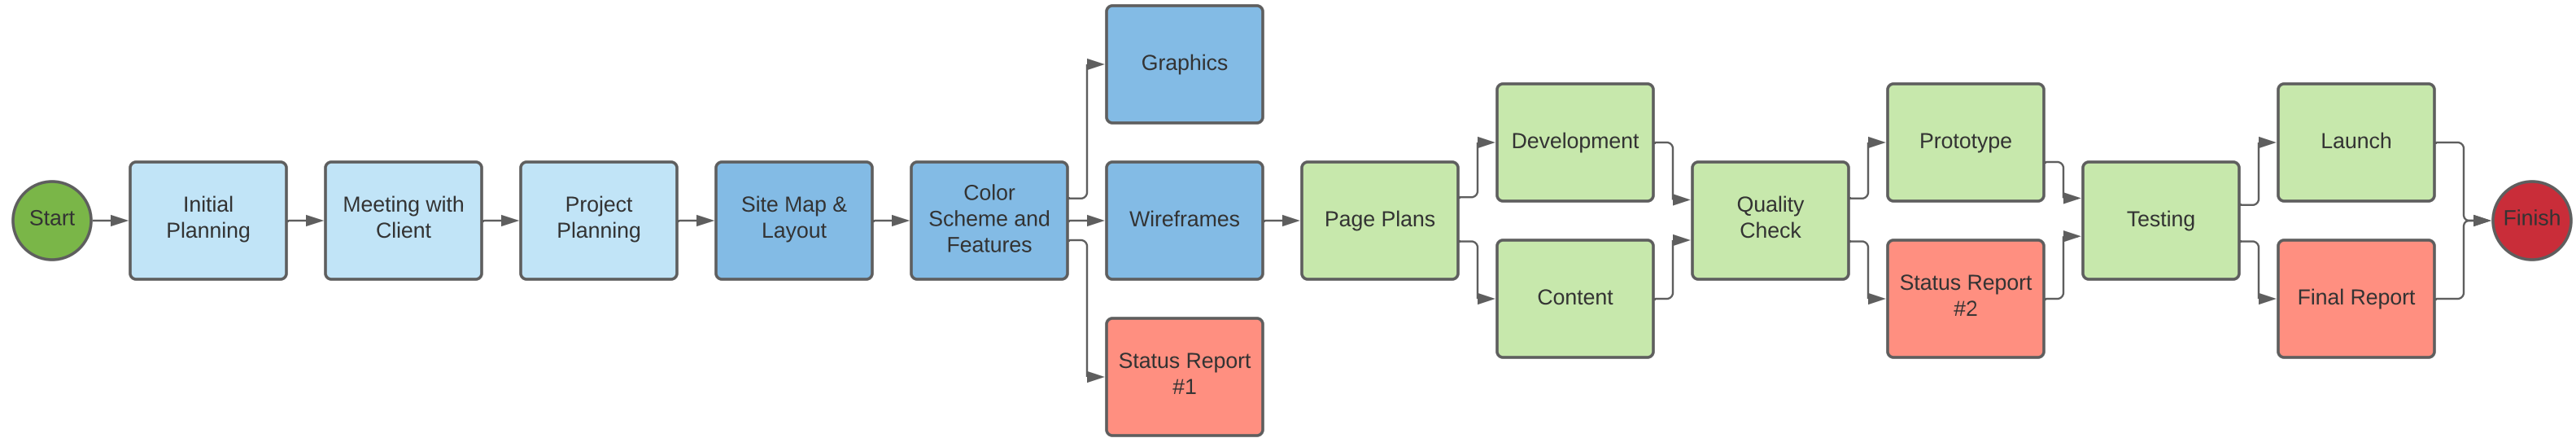 Start
Initial
Planning
Meeting with
Client
Project
Planning
Site Map &
Layout
Color
Scheme and
Features
Graphics
Wireframes
Status Report
#1
Page Plans
Development
Content
Quality
Check
Prototype
Status Report
#2
Testing
Launch
Final Report
Finish